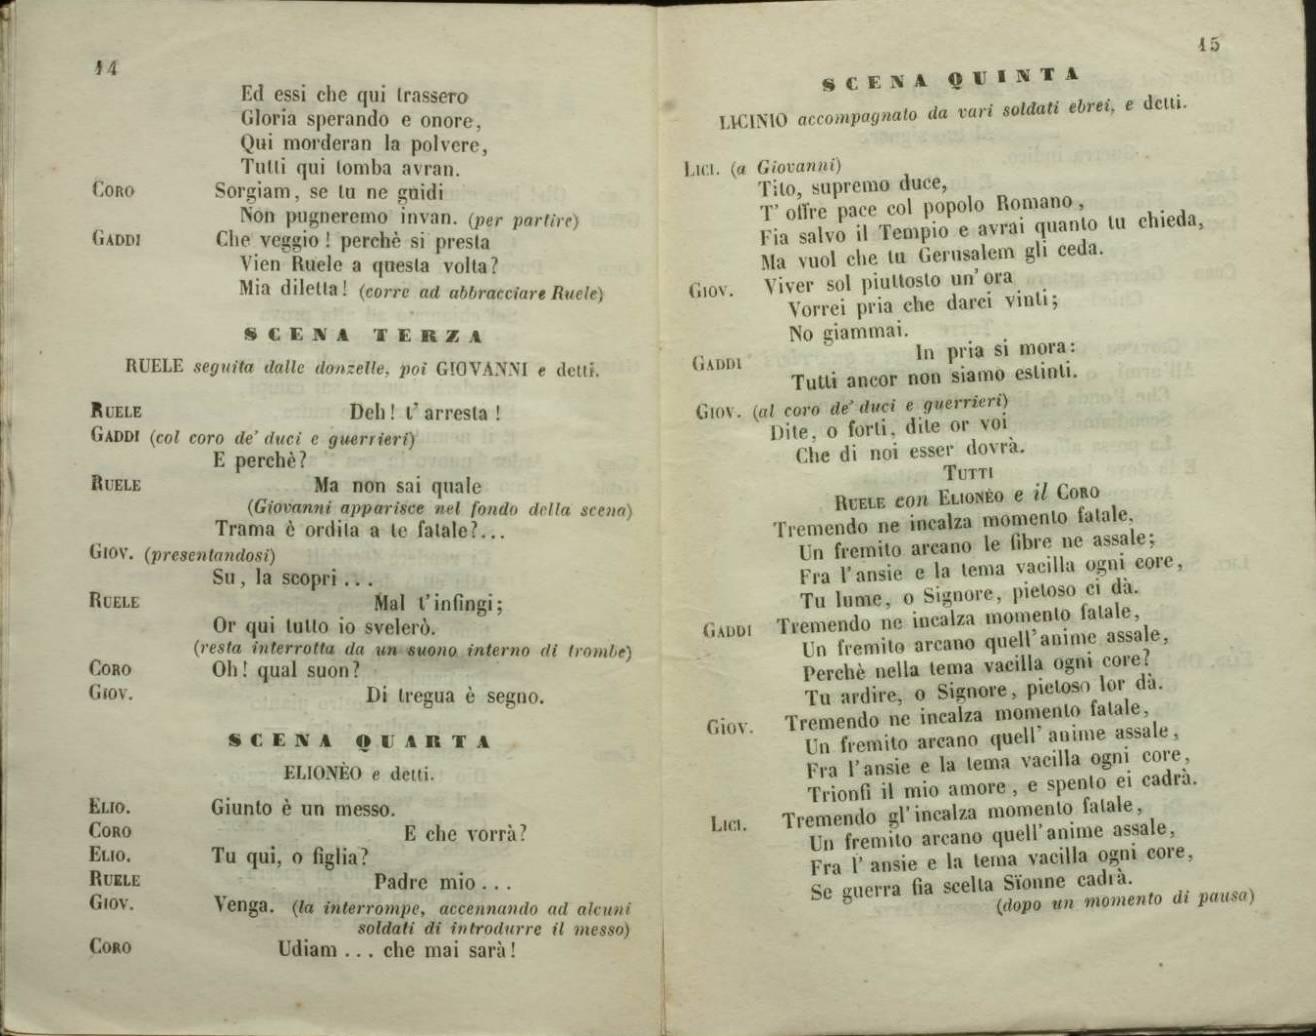 14
Ed essi che qui trassero
Gloria sperando e onore,
Qui morderan la polvere,
Tutti qui tomba avran.
CORO Sorgiam, se tu ne guidi
Non pugneremo invan. (per partire)
GADDI Che veggio! perchè si presta
Vien Ruele a questa volta?
Mia diletta! (corre ad abbracciare Ruele)
SCENA TERZA
RUELE seguita dalle donzelle, poi GIOVANNI e detti.
RUELE Deh! t'arresta!
GADDI (col coro de' duci e guerrieri)
E perchè?
RUELE Ma non sai quale
(Giovanni apparisce nel fondo della scena)
Trama è ordita a te fatale?...
GIOV. (presentandosi)
Su, la scopri...
RUELE Mal t'infingi;
Or qui tutto io svelerò.
(resta interrotta da un suono interno di trombe)
CORO Oh! qual suon?
GIOV. Di tregua è segno.
SCENA QUARTA
ELIONÈO e detti.
ELIO. Giunto è un messo.
CORO E che vorrà?
ELIO. Tu qui, o figlia?
RUELE Padre mio...
GIOV. Venga. (la interrompe, accennando ad alcuni
soldati di introdurre il messo)
CORO Udiam... che mai sarà!
15
SCENA QUINTA
LICINIO accompagnato da vari soldati ebrei, e detti.
LICI. (a Giovanni)
Tito, supremo duce,
T' offre pace col popolo Romano,
Fia salvo il Tempio e avrai quanto tu chieda,
Ma vuol che tu Gerusalem gli ceda.
GIOV. Viver sol piuttosto un' ora
Vorrei pria che darci vinti;
No giammai.
GADDI In pria si mora:
Tutti ancor non siamo estinti.
GIOV. (al coro de' duci e guerrieri)
Dite, o forti, dite or voi
Che di noi esser dovrà.
TUTTI
RUELE con ELIONÈO e il CORO
Tremendo ne incalza momento fatale,
Un fremito arcano le fibre ne assale;
Fra l'ansie e la tema vacilla ogni core,
Tu lume, o Signore, pietoso ci dà.
GADDI Tremendo ne incalza momento fatale,
Un fremito arcano quell'anime assale,
Perchè nella tema vacilla ogni core?
Tu ardire, o Signore, pietoso lor dà.
GIOV. Tremendo ne incalza momento fatale,
Un fremito arcano quell' anime assale,
Fra l'ansie e la tema vacilla ogni core,
Trionfi il mio amore, e spento ei cadrà.
LICI. Tremendo gl'incalza momento fatale,
Un fremito arcano quell'anime assale,
Fra l' ansie e la tema vacilla ogni core,
Se guerra fia scelta Sïonne cadrà.
(dopo un momento di pausa)